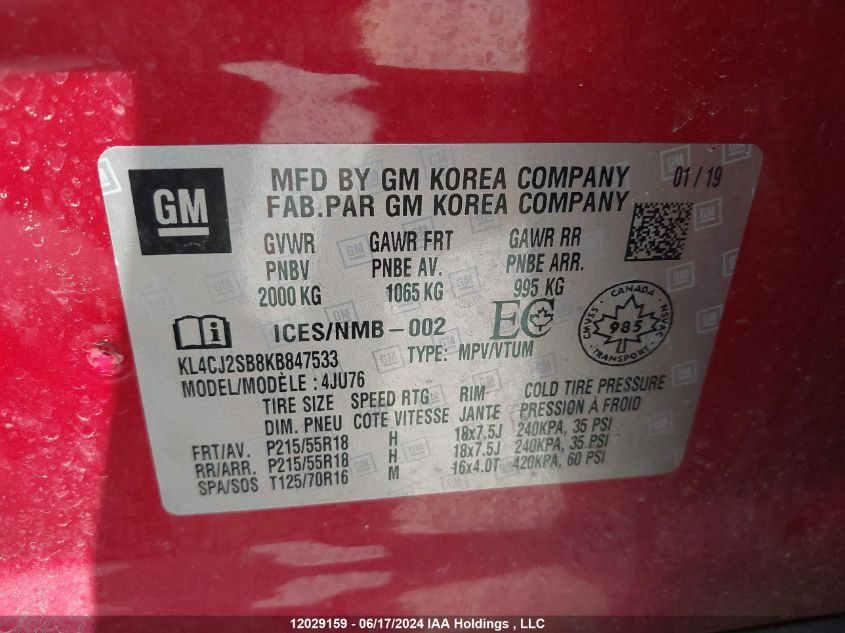 GM
MFD BY GM KOREA COMPANY 01/19
FAB.PAR GM KOREA COMPANY
GVWR GAWR FRT GAWR RR
PNBV PNBE AV. PNBE ARR.
2000 KG 1065 KG 995 KG
ICES/NMB-002 EC
CANADA
CMVSS 985 NSVAC
TRANSPORT
KL4CJ2SB8KB847533 TYPE: MPV/VTUM
MODEL/MODÈLE: 4JU76
TIRE SIZE SPEED RTG RIM COLD TIRE PRESSURE
DIM. PNEU COTE VITESSE JANTE PRESSION À FROID
FRT/AV. P215/55R18 H 18x7.5J 240KPA, 35 PSI
RR/ARR. P215/55R18 H 18x7.5J 240KPA, 35 PSI
SPA/SOS T125/70R16 M 16x4.0T 420KPA, 60 PSI
12029159 - 06/17/2024 IAA Holdings , LLC